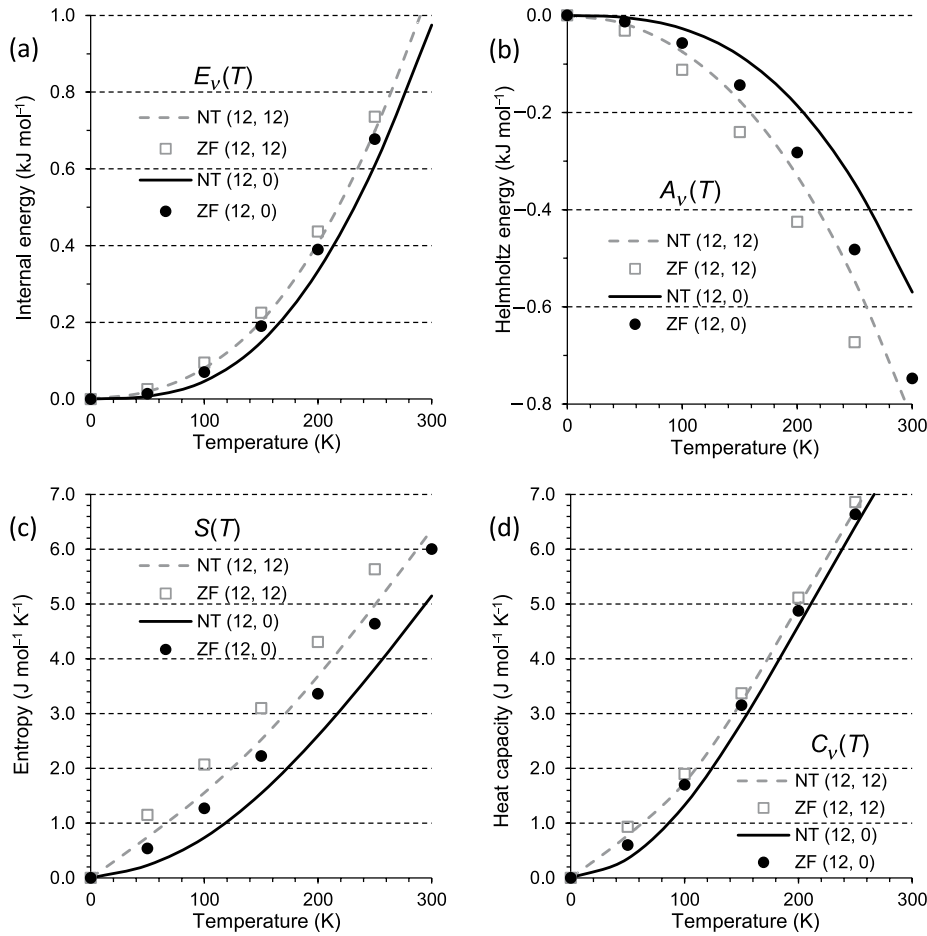 (a)
1.0
0.8
0.6
0.4
0.2
0.0
Internal energy (kJ mol⁻¹)
Eᵥ(T)
NT (12, 12)
ZF (12, 12)
NT (12, 0)
ZF (12, 0)
0 100 200 300
Temperature (K)
(b)
0.0
−0.2
−0.4
−0.6
−0.8
Helmholtz energy (kJ mol⁻¹)
Aᵥ(T)
NT (12, 12)
ZF (12, 12)
NT (12, 0)
ZF (12, 0)
0 100 200 300
Temperature (K)
(c)
7.0
6.0
5.0
4.0
3.0
2.0
1.0
0.0
Entropy (J mol⁻¹ K⁻¹)
S(T)
NT (12, 12)
ZF (12, 12)
NT (12, 0)
ZF (12, 0)
0 100 200 300
Temperature (K)
(d)
7.0
6.0
5.0
4.0
3.0
2.0
1.0
0.0
Heat capacity (J mol⁻¹ K⁻¹)
Cᵥ(T)
NT (12, 12)
ZF (12, 12)
NT (12, 0)
ZF (12, 0)
0 100 200 300
Temperature (K)